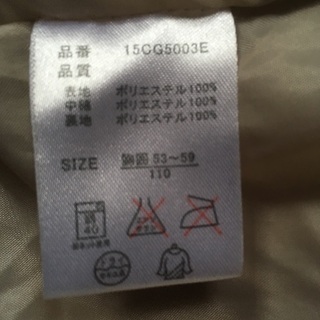 品番 15CG5003E
品質
表地 ポリエステル100%
中綿 ポリエステル100%
裏地 ポリエステル100%
SIZE 胸囲 53〜59
110
弱
40